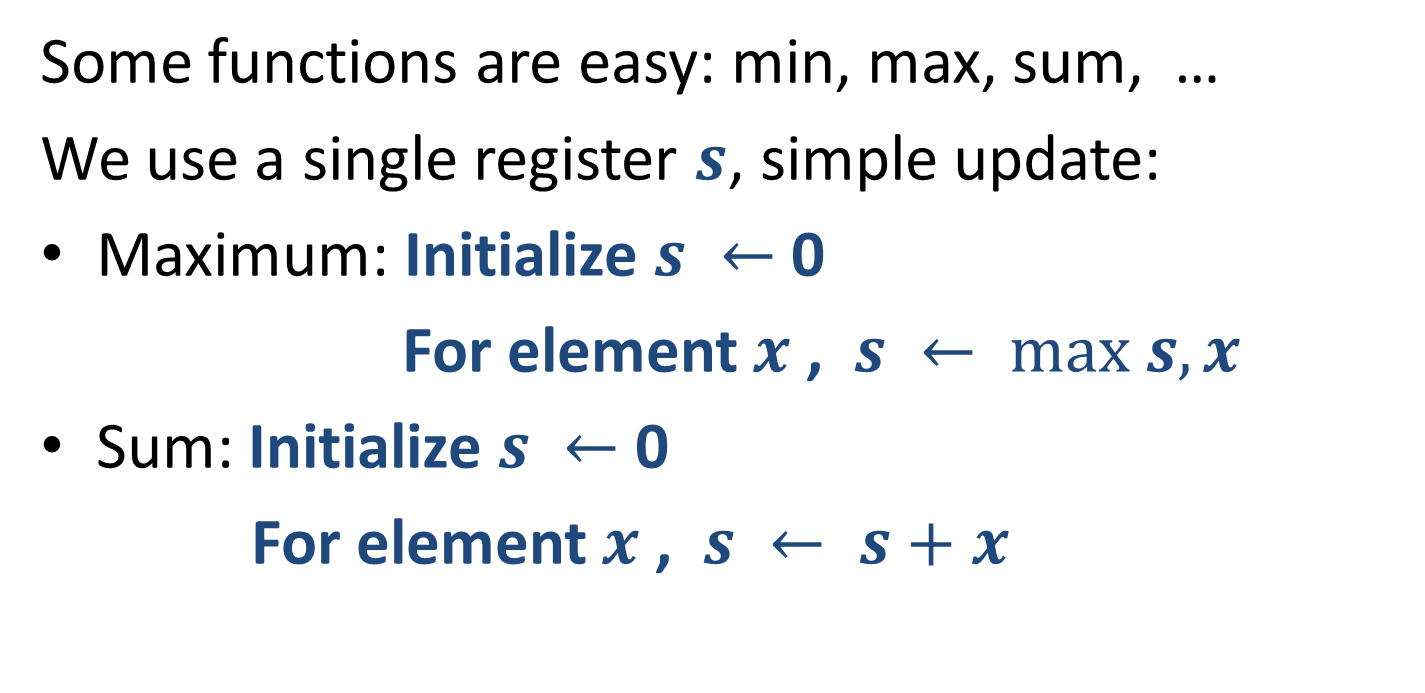 Some functions are easy: min, max, sum, ...
We use a single register s, simple update:
• Maximum: Initialize s ← 0
For element x , s ← max s, x
• Sum: Initialize s ← 0
For element x , s ← s + x